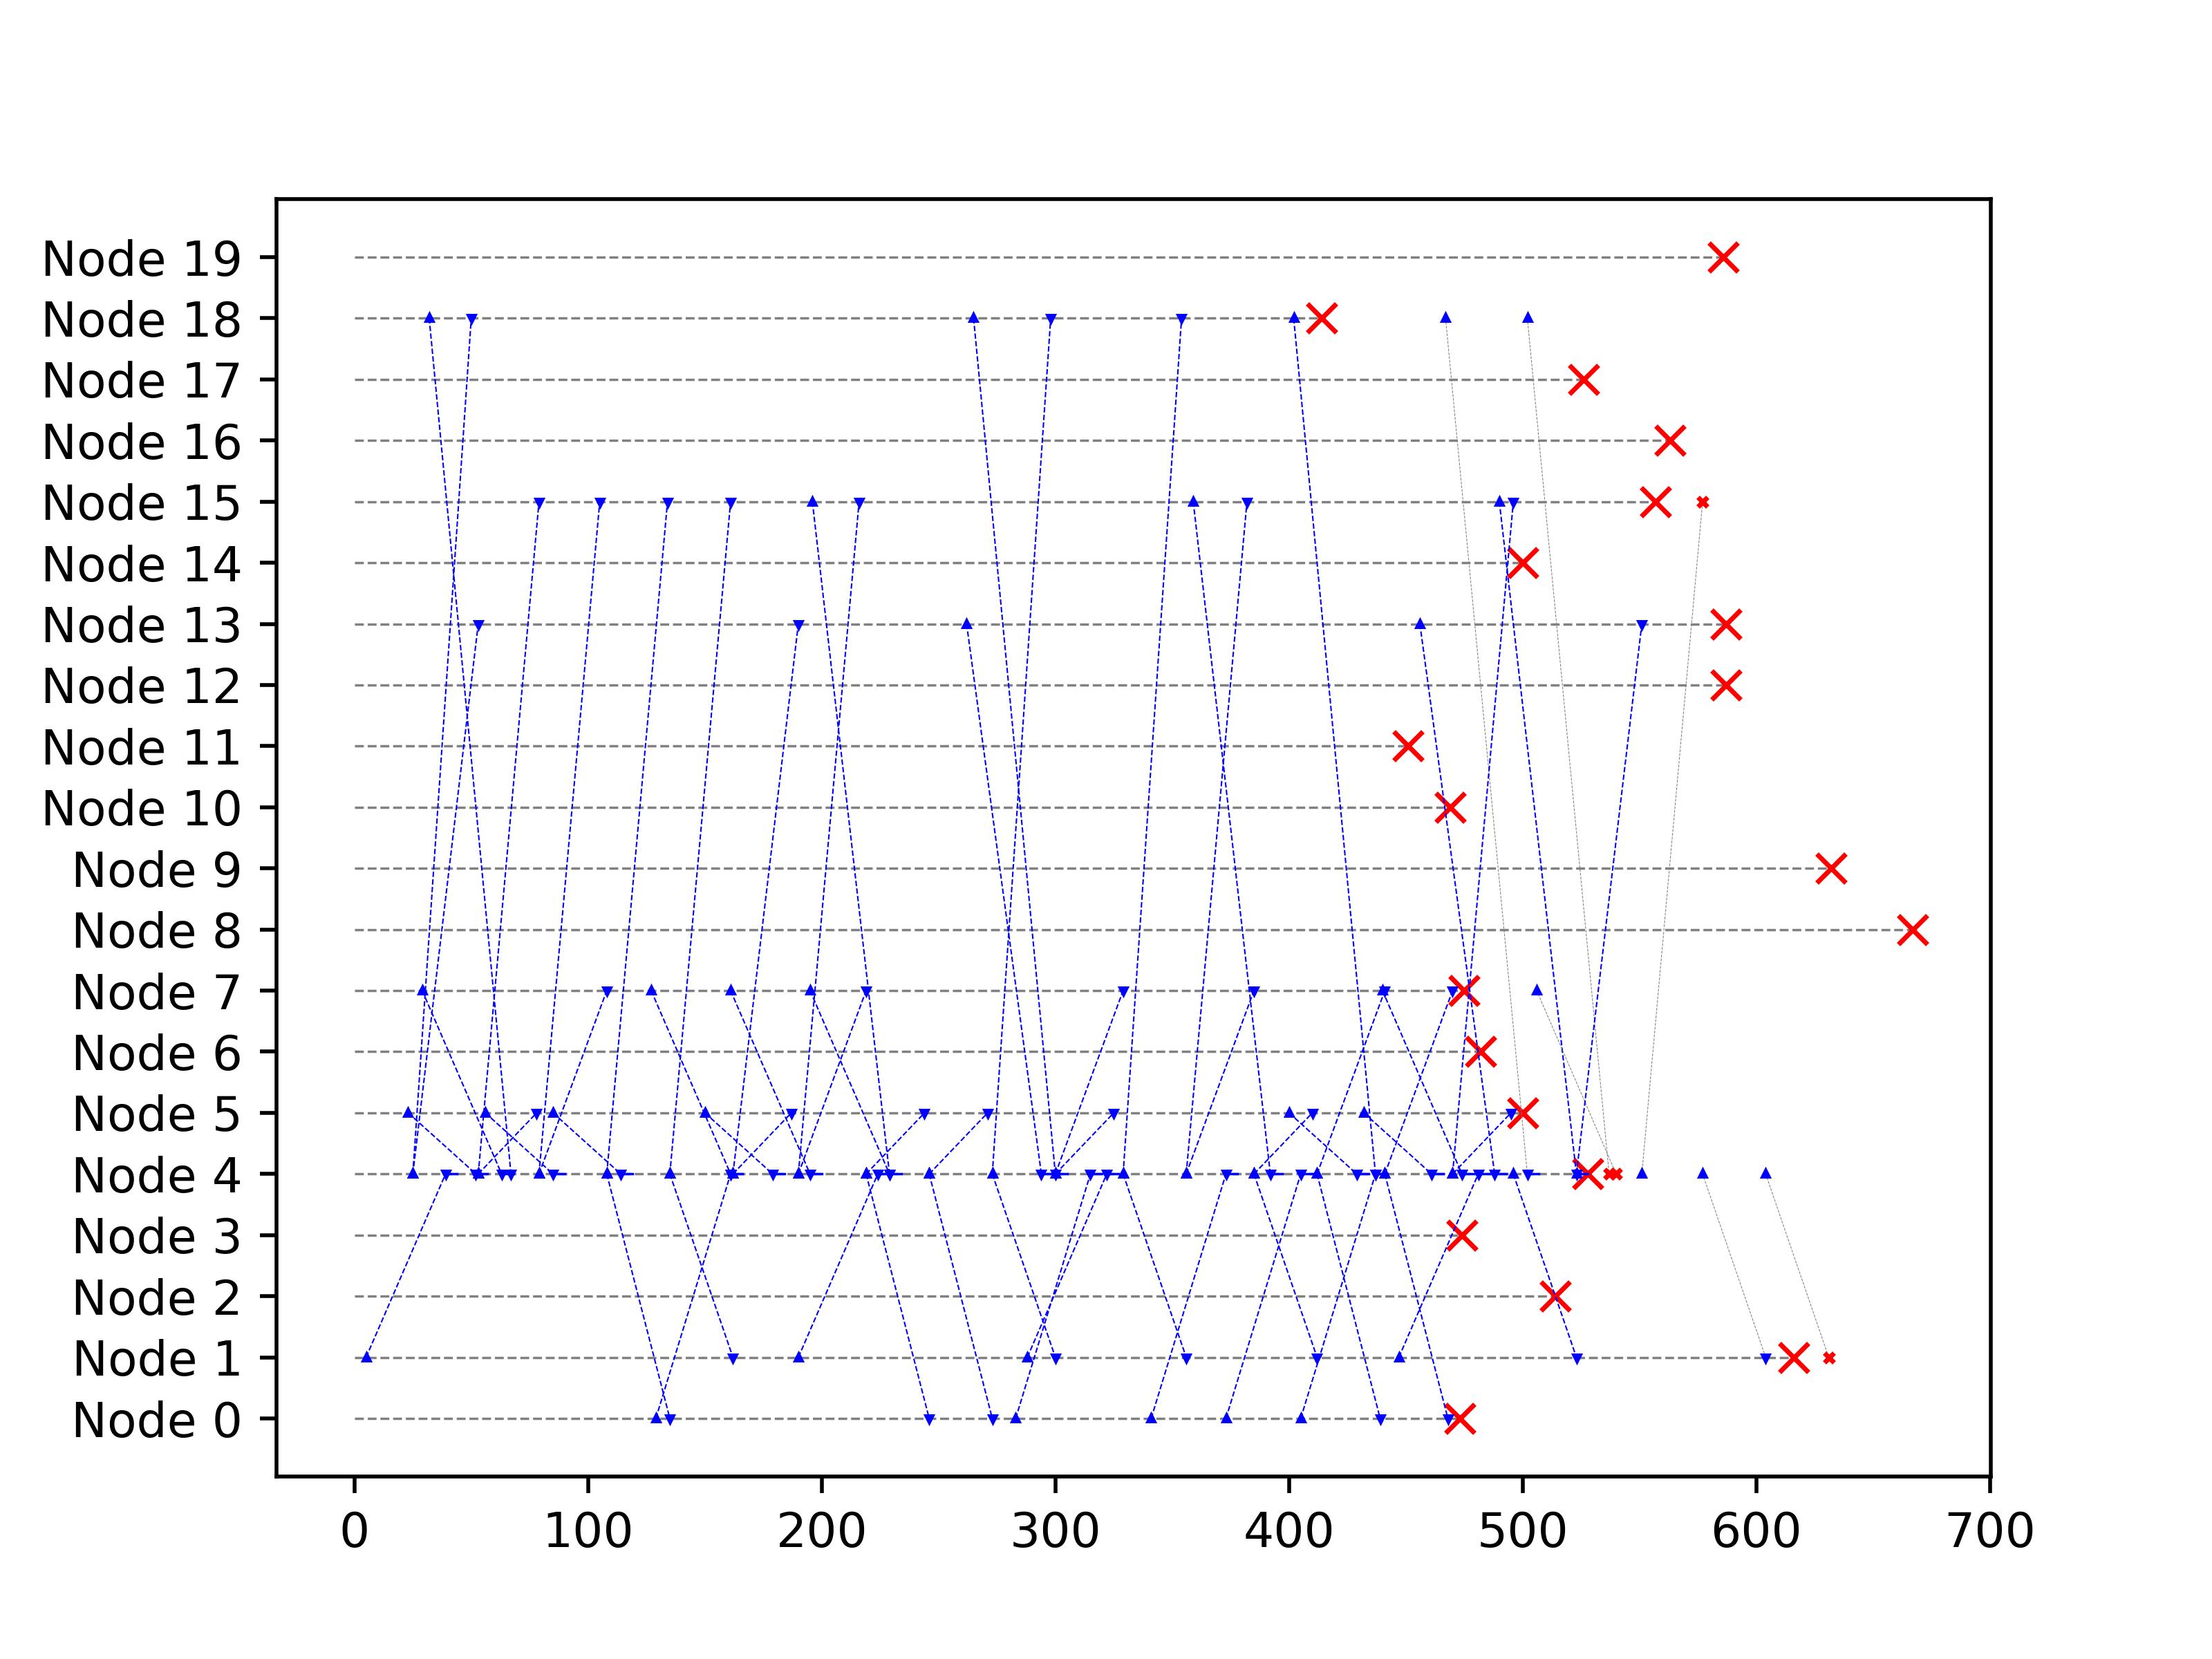 Node 19
Node 18
Node 17
Node 16
Node 15
Node 14
Node 13
Node 12
Node 11
Node 10
Node 9
Node 8
Node 7
Node 6
Node 5
Node 4
Node 3
Node 2
Node 1
Node 0
0 100 200 300 400 500 600 700